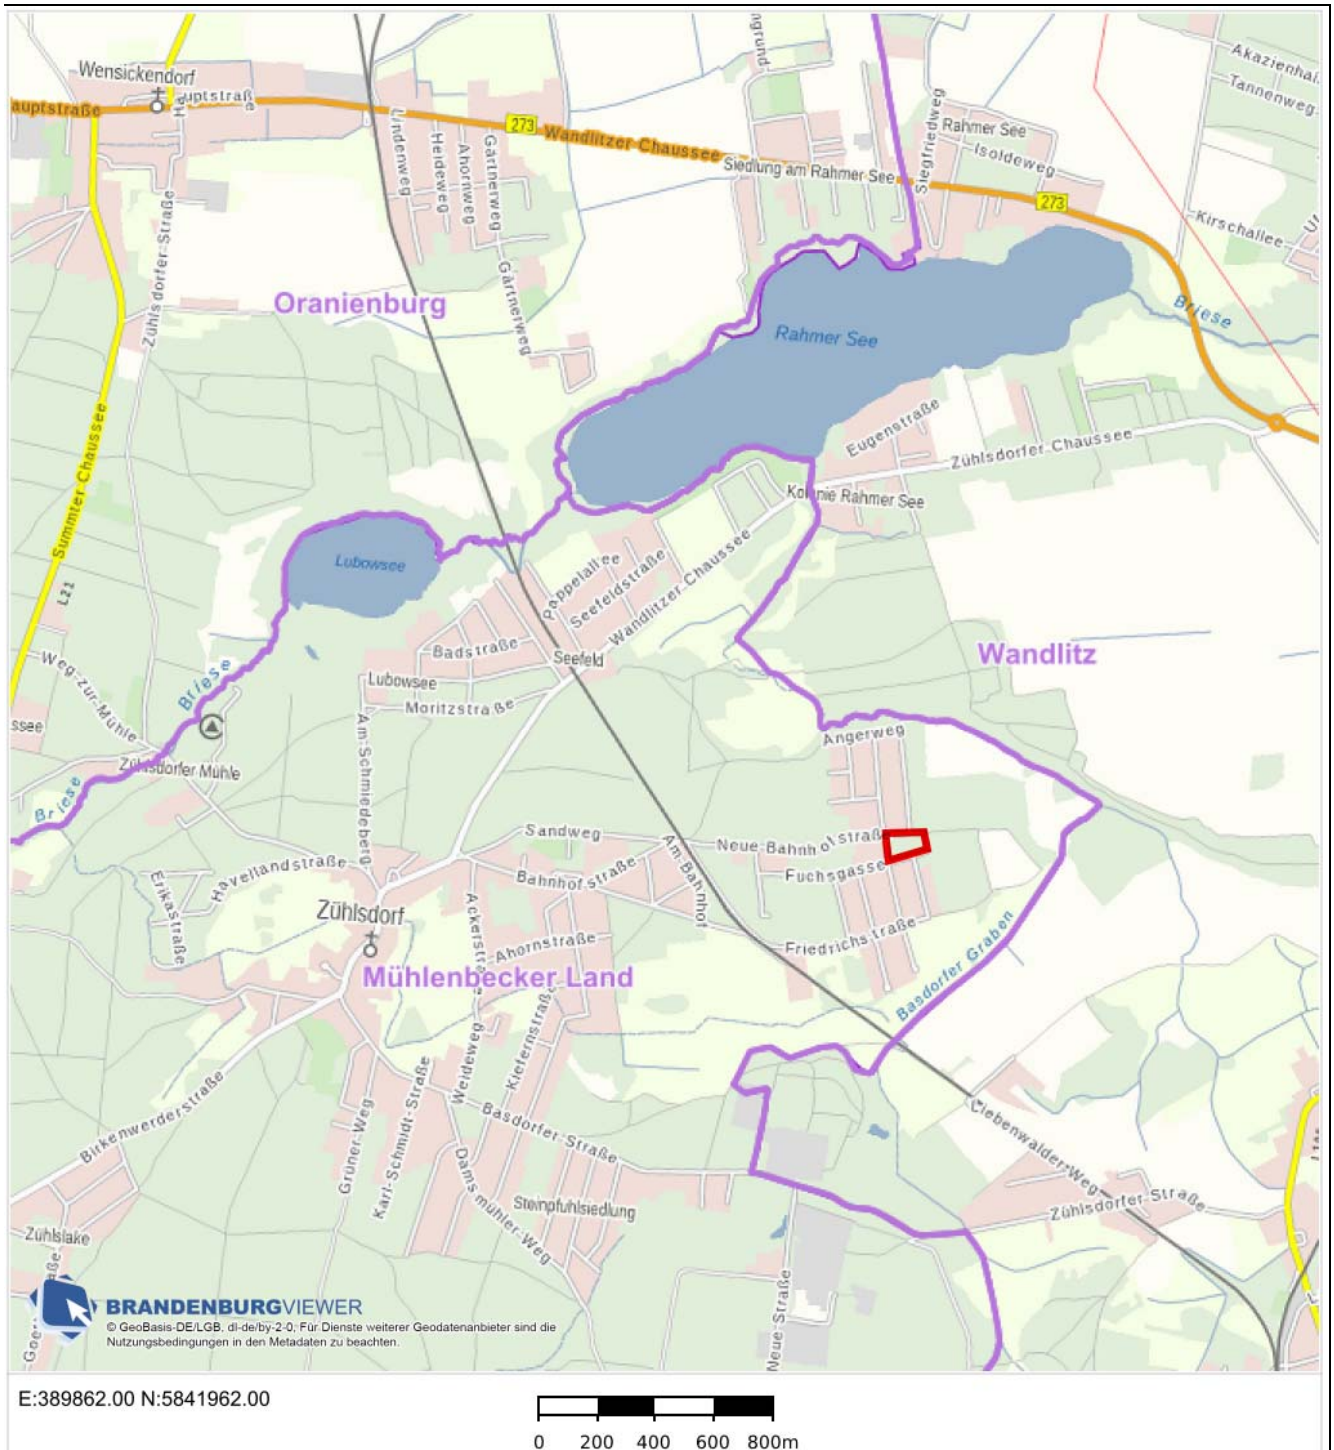 Wensickendorf
Hauptstraße
auptstraße
273
Wandlitzer Chaussee
Siedlung am Rahmer See
Siegfriedweg
Rahmer See
Isoldeweg
273
Tannenweg
Kirschallee
Lindenweg
Heideweg
Ahornweg
Gärtnerweg
Gärtnerweg
Zühlsdorfer Straße
Oranienburg
Briese
Rahmer See
Summter Chaussee
L21
Eugenstraße
Zühlsdorfer Chaussee
Kolonie Rahmer See
Lubowsee
Pappelallee
Seefeldstraße
Wandlitzer Chaussee
Badstraße
Seefeld
Wandlitz
Weg zur Mühle
Briese
Lubowsee
Moritzstraße
ssee
Angerweg
Zühlsdorfer Mühle
Briese
Am Schmiedeberg
Sandweg
Am Bahnhof
Neue Bahnhofstraße
Havellandstraße
Bahnhofstraße
Fuchsgasse
Erikastraße
Zühlsdorf
Ackerstraße
Ahornstraße
Friedrichstraße
Basdorfer Graben
Mühlenbecker Land
Kiefernstraße
Weideweg
Birkenwerderstraße
Grüner Weg
Karl-Schmidt-Straße
Basdorfer Straße
Liebenwalder Weg
Damsmühler Weg
Steinpfuhlsiedlung
Zühlsdorfer Straße
Zühlslake
Neue Straße
BRANDENBURGVIEWER
© GeoBasis-DE/LGB, dl-de/by-2-0, Für Dienste weiterer Geodatenanbieter sind die
Nutzungsbedingungen in den Metadaten zu beachten.
E:389862.00 N:5841962.00
0 200 400 600 800m